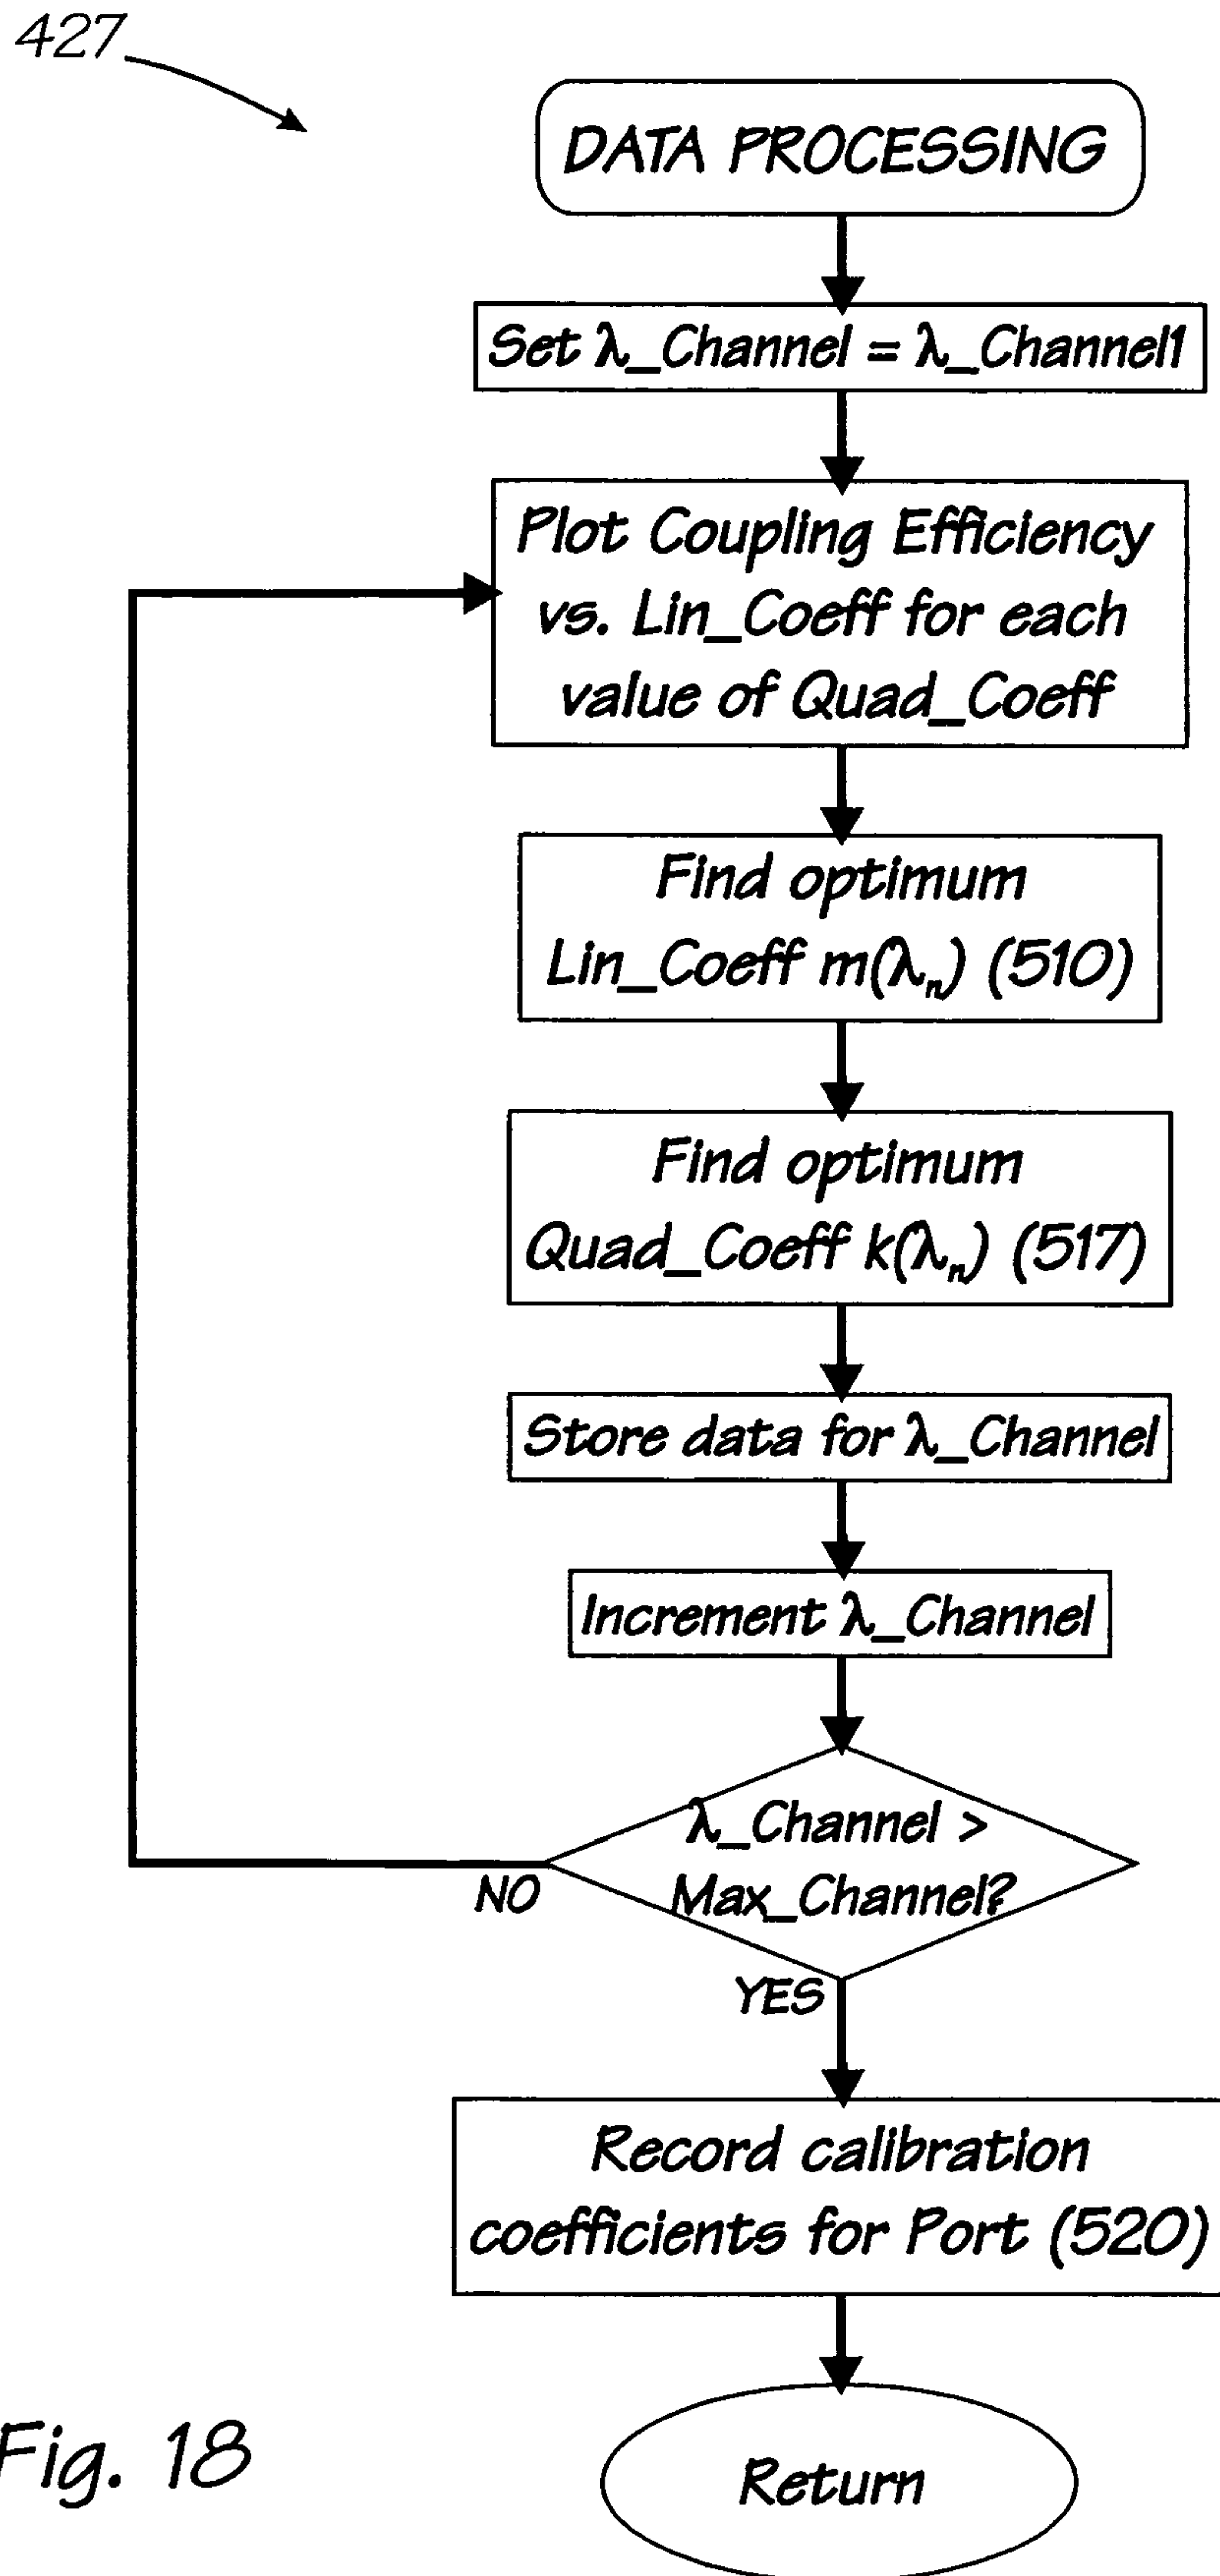 427
DATA PROCESSING
Set λ_Channel = λ_Channel1
Plot Coupling Efficiency
vs. Lin_Coeff for each
value of Quad_Coeff
Find optimum
Lin_Coeff m(λₙ) (510)
Find optimum
Quad_Coeff k(λₙ) (517)
Store data for λ_Channel
Increment λ_Channel
λ_Channel >
Max_Channel?
NO
YES
Record calibration
coefficients for Port (520)
Return
Fig. 18